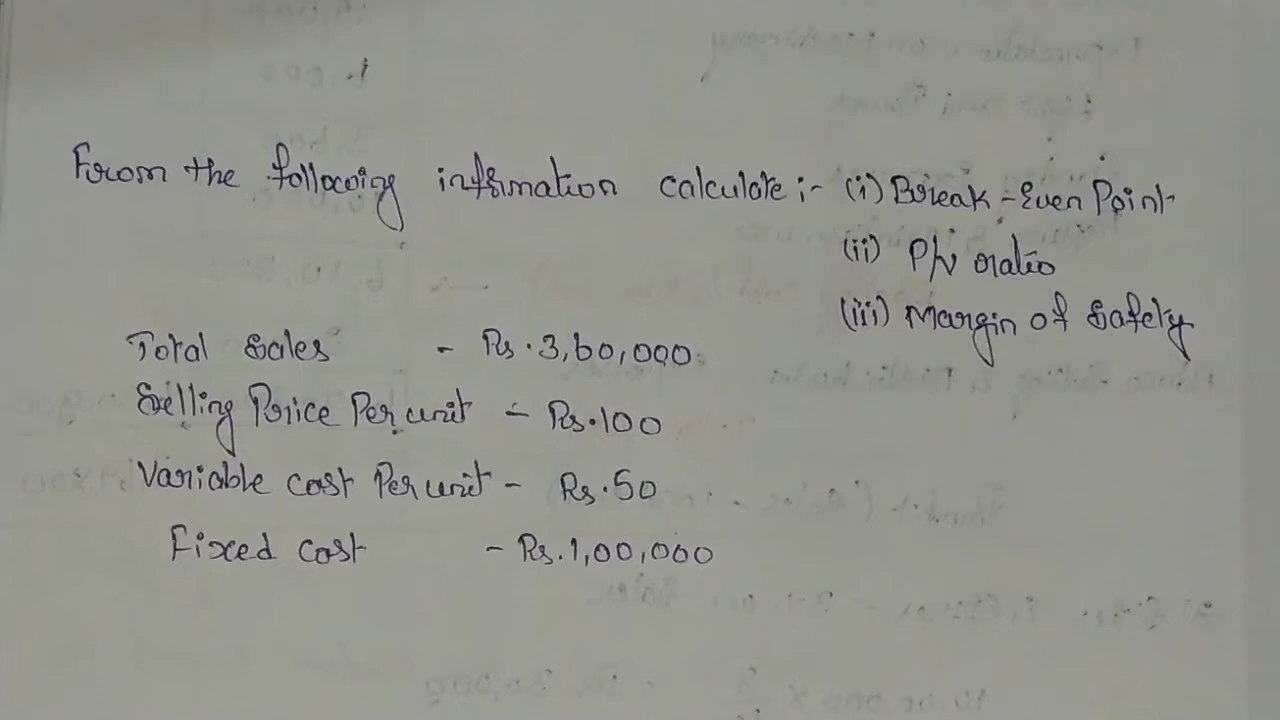 From the following information calculate :- (i) Break-Even Point
(ii) P/V ratio
(iii) Margin of Safety
Total Sales - Rs. 3,60,000
Selling Price Per unit - Rs.100
Variable cost Per unit - Rs.50
Fixed cost - Rs.1,00,000